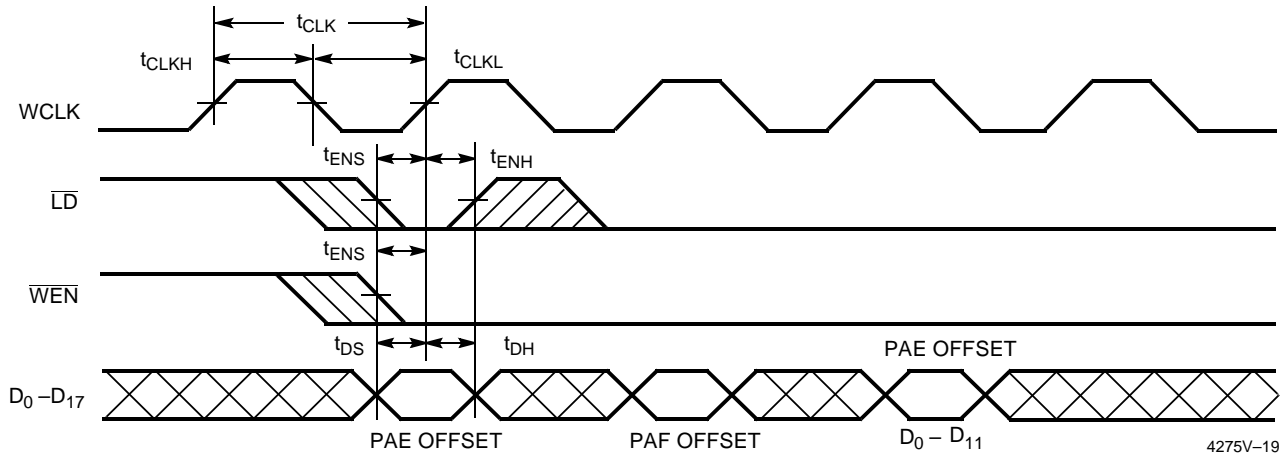 tCLK
tCLKH
tCLKL
WCLK
tENS
tENH
LD
tENS
WEN
tDS
tDH
PAE OFFSET
D0 –D17
PAE OFFSET
PAF OFFSET
D0 – D11
4275V–19